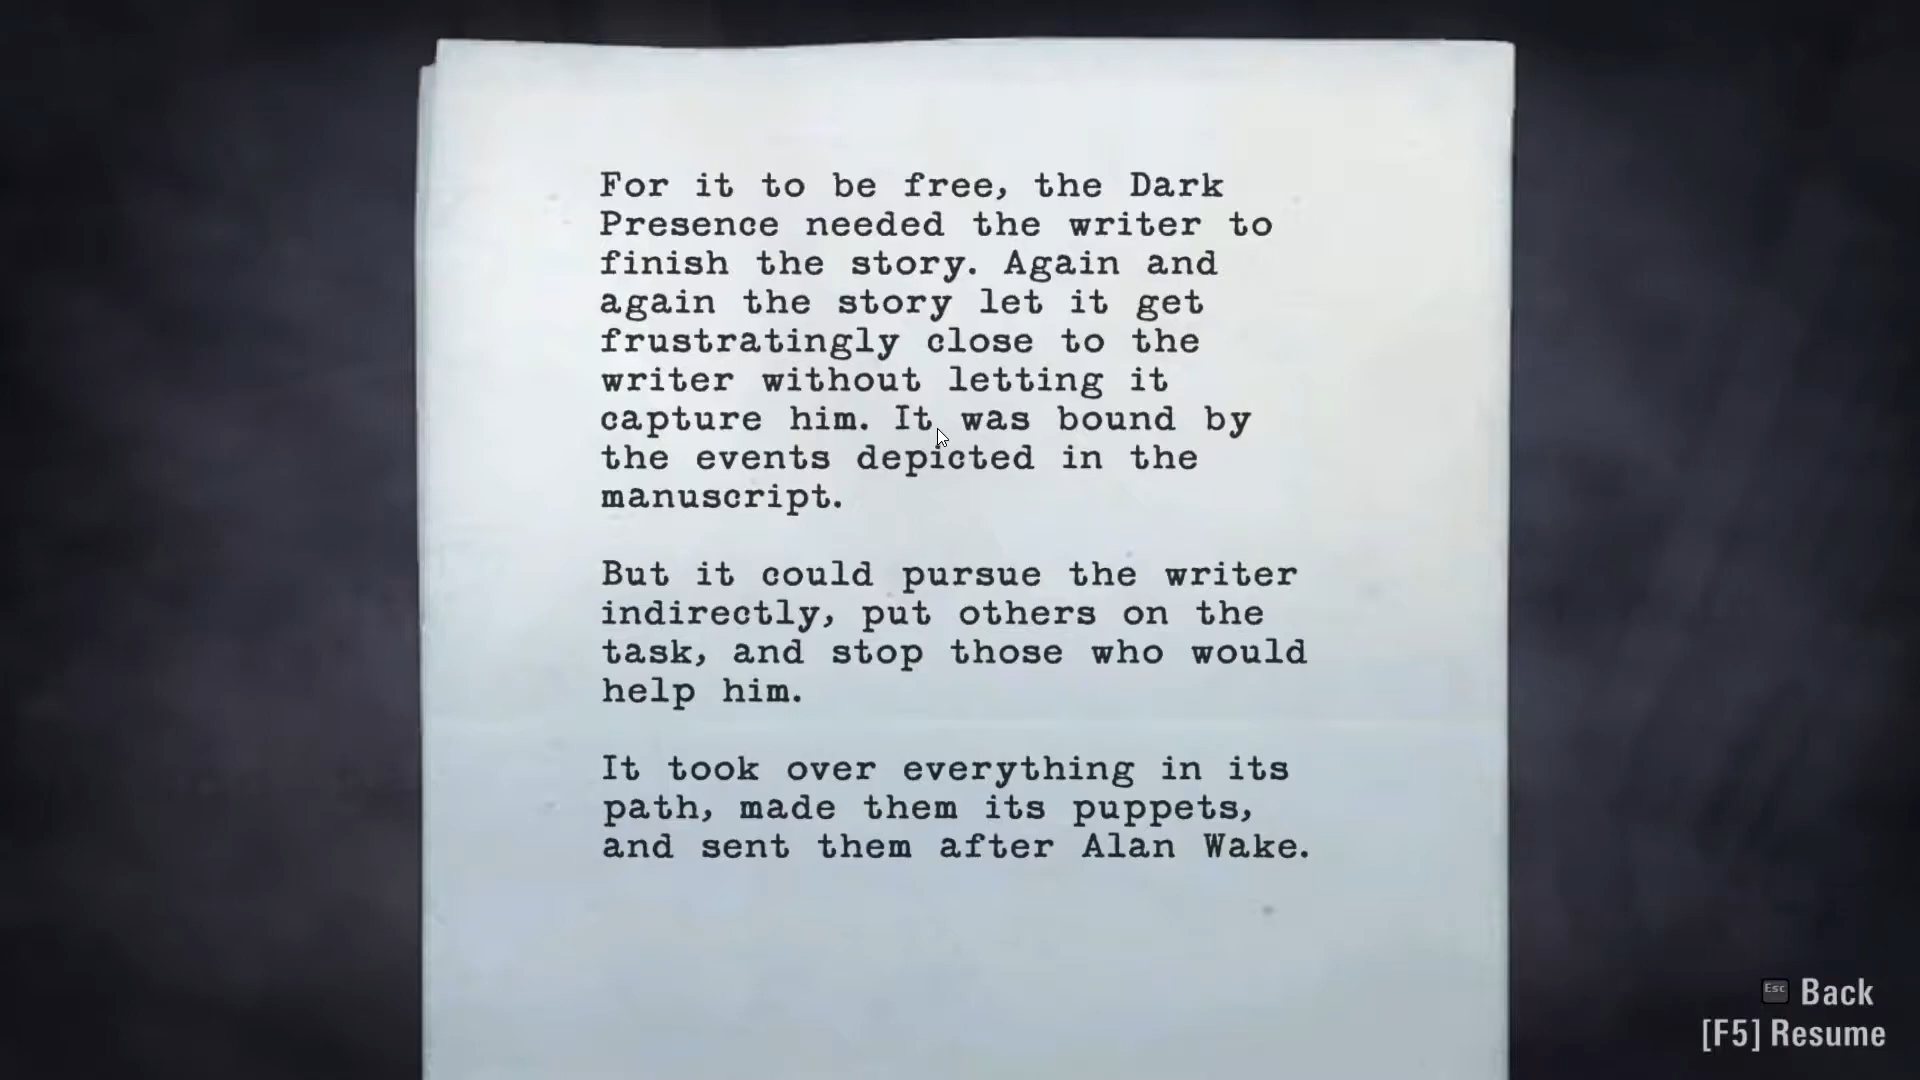 For it to be free, the Dark
Presence needed the writer to
finish the story. Again and
again the story let it get
frustratingly close to the
writer without letting it
capture him. It was bound by
the events depicted in the
manuscript.
But it could pursue the writer
indirectly, put others on the
task, and stop those who would
help him.
It took over everything in its
path, made them its puppets,
and sent them after Alan Wake.
Esc Back
[F5] Resume